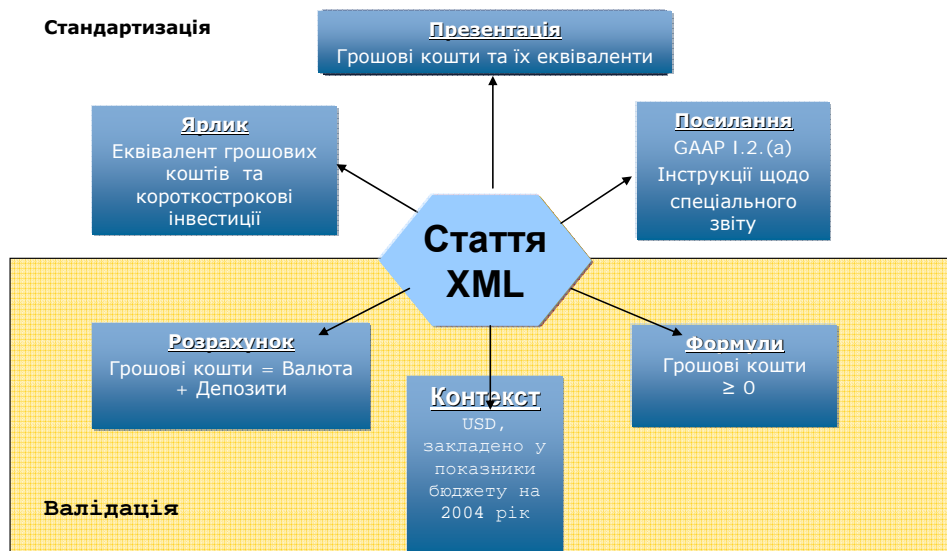 Стандартизація
Презентація
Грошові кошти та їх еквіваленти
Ярлик
Еквівалент грошових
коштів та
короткострокові
інвестиції
Посилання
GAAP I.2.(a)
Інструкції щодо
спеціального
звіту
Стаття
XML
Розрахунок
Грошові кошти = Валюта
+ Депозити
Контекст
USD,
закладено у
показники
бюджету на
2004 рік
Формули
Грошові кошти
≥ 0
Валідація